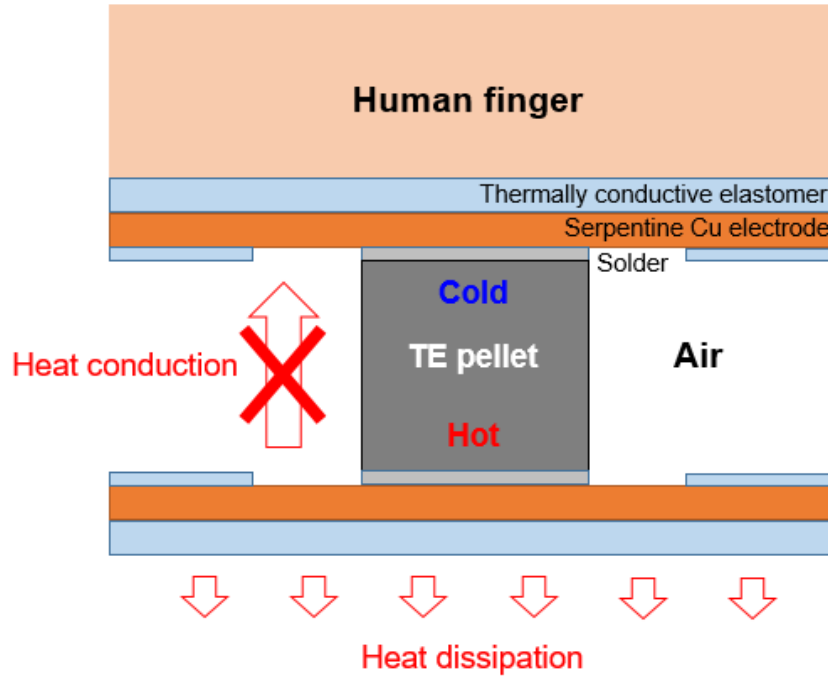 Human finger
Thermally conductive elastomer
Serpentine Cu electrode
Solder
Cold
Heat conduction
TE pellet
Air
Hot
Heat dissipation